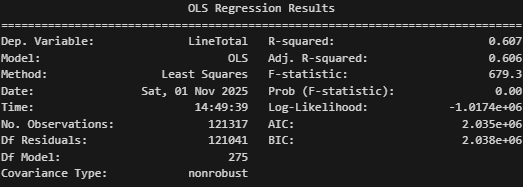 OLS Regression Results
==============================================================================
Dep. Variable: LineTotal R-squared: 0.607
Model: OLS Adj. R-squared: 0.606
Method: Least Squares F-statistic: 679.3
Date: Sat, 01 Nov 2025 Prob (F-statistic): 0.00
Time: 14:49:39 Log-Likelihood: -1.0174e+06
No. Observations: 121317 AIC: 2.035e+06
Df Residuals: 121041 BIC: 2.038e+06
Df Model: 275
Covariance Type: nonrobust